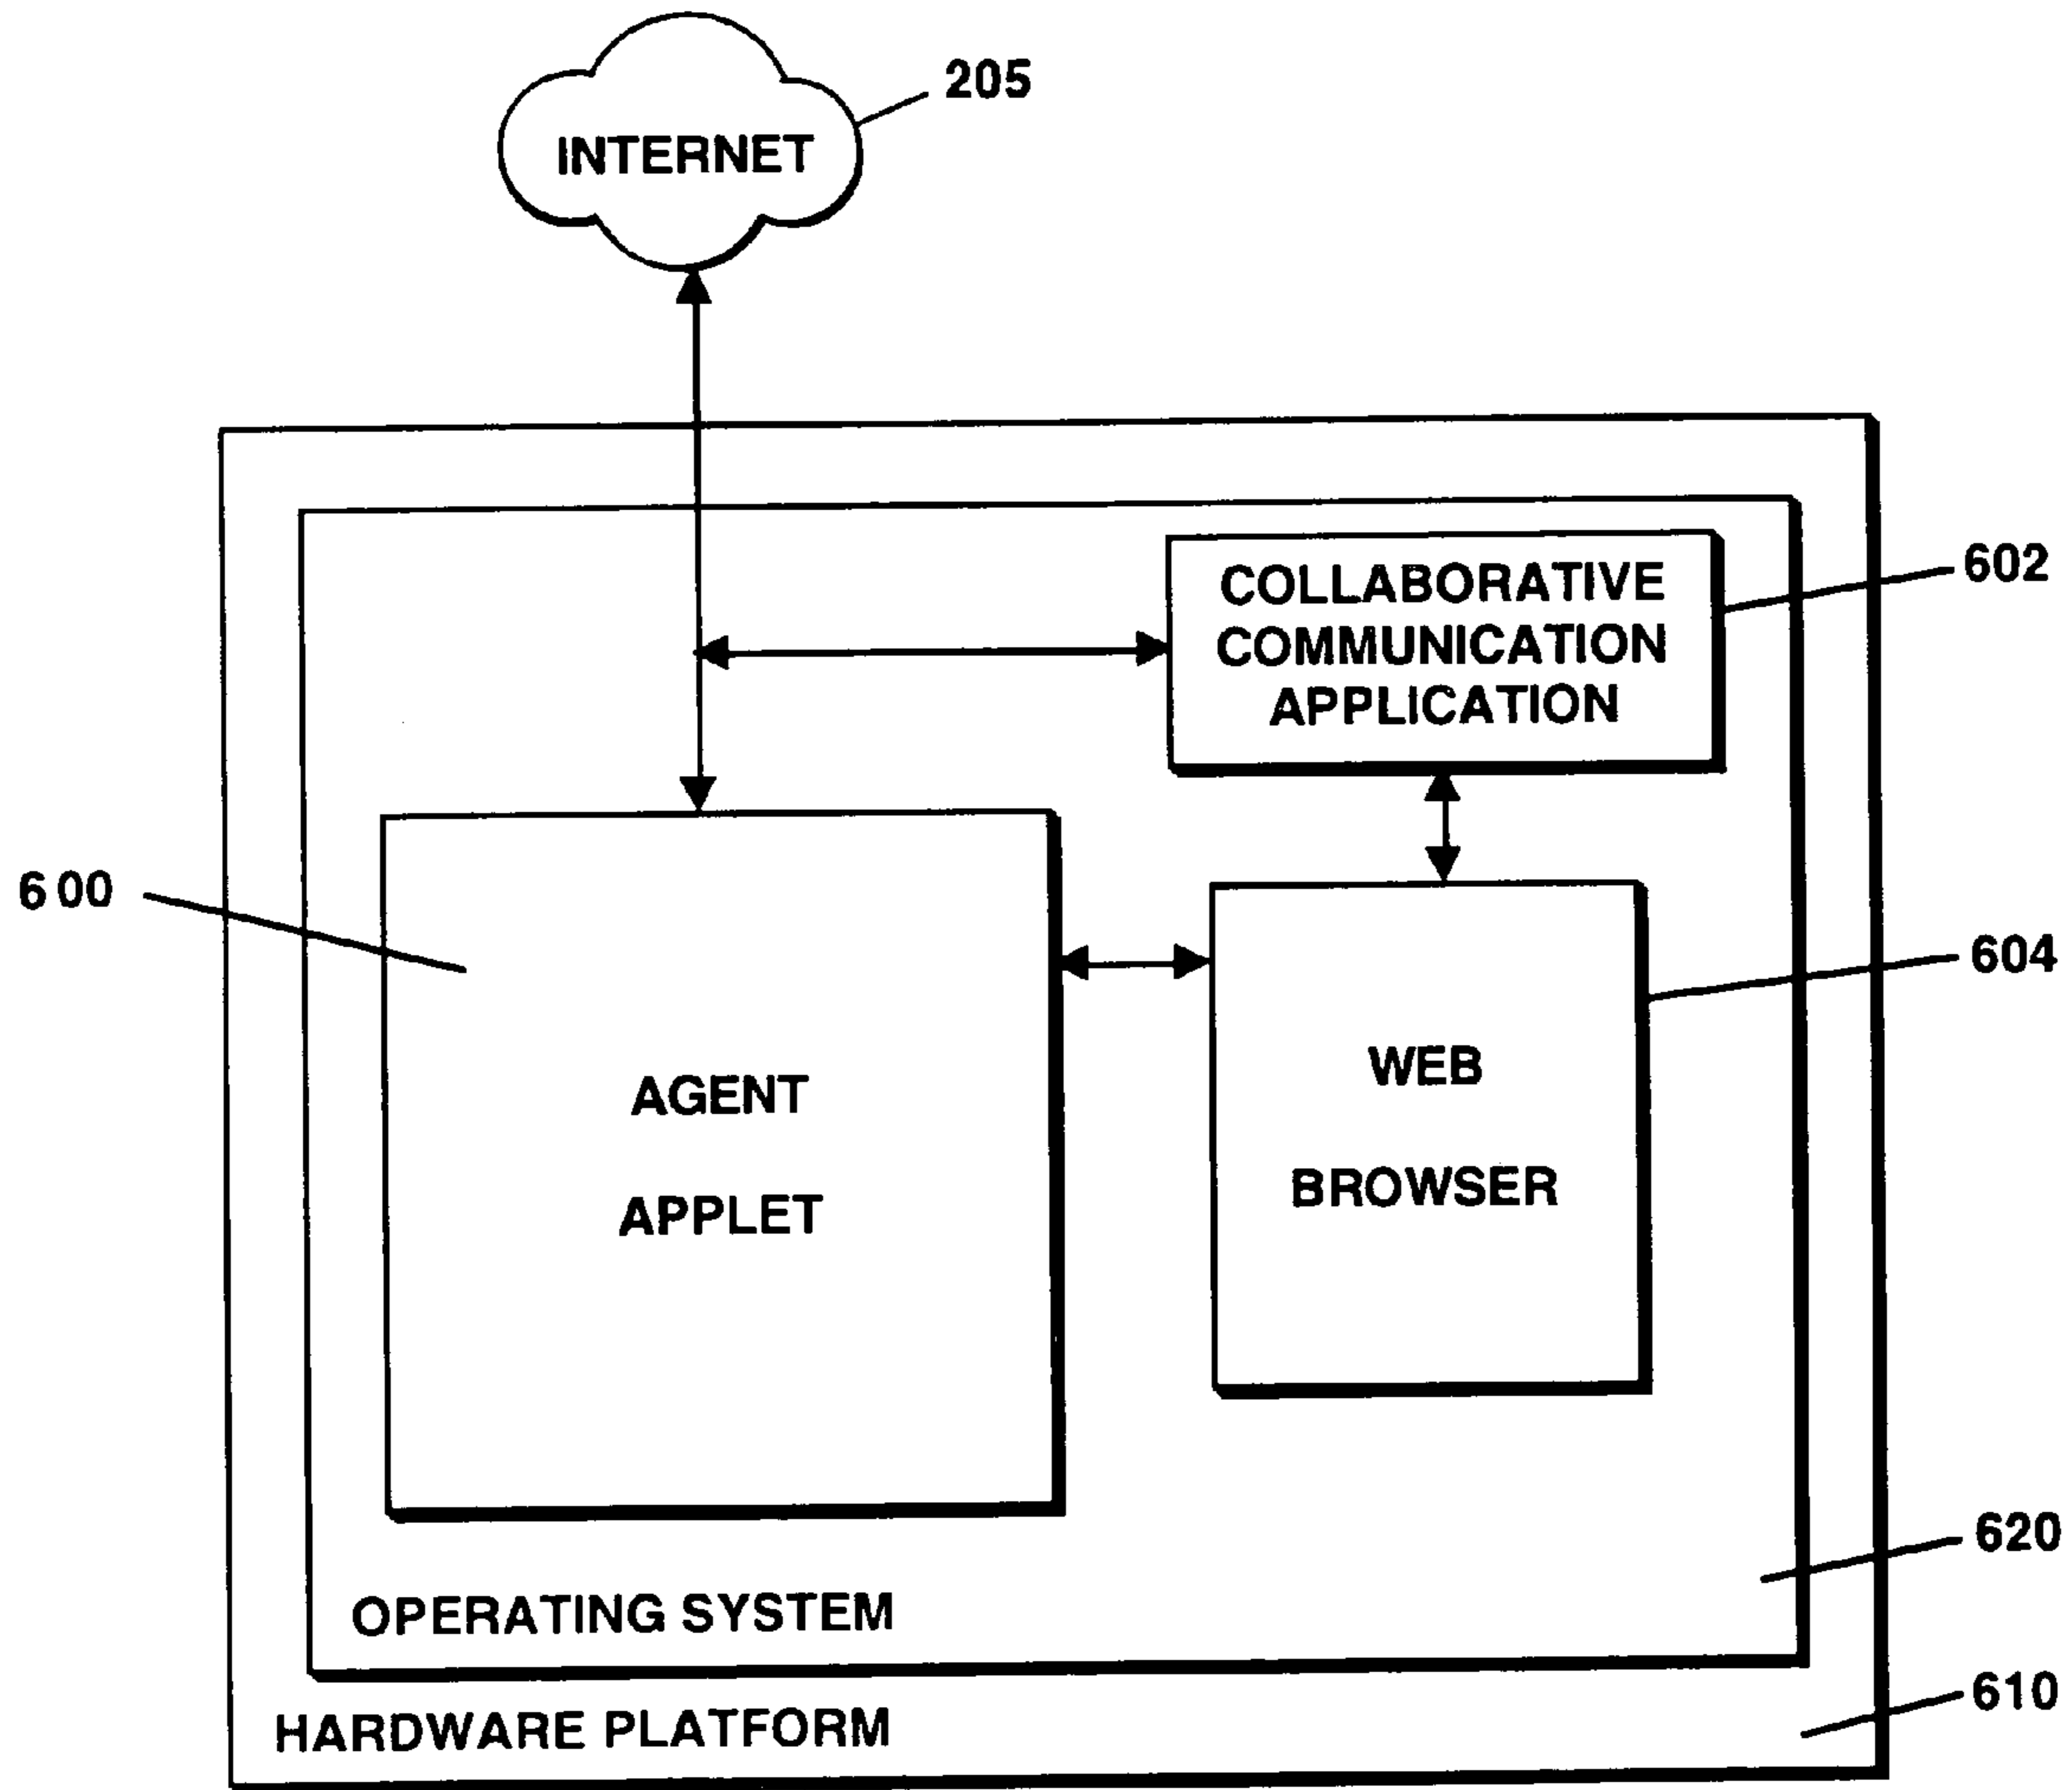 205
INTERNET
COLLABORATIVE
COMMUNICATION
APPLICATION
602
600
604
WEB
BROWSER
AGENT
APPLET
620
OPERATING SYSTEM
610
HARDWARE PLATFORM